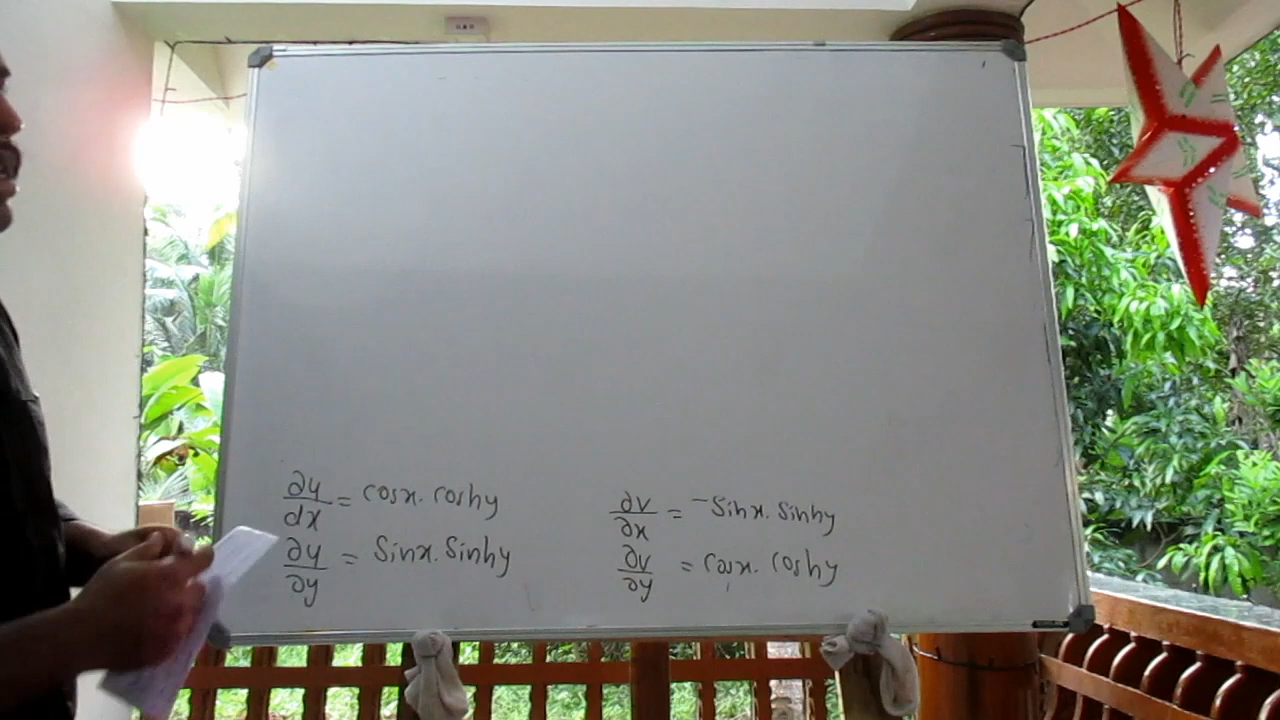 ∂u/dx = cosx. coshy
∂u/∂y = Sinx. Sinhy
∂v/∂x = -Sinx. Sinhy
∂v/∂y = cosx. coshy